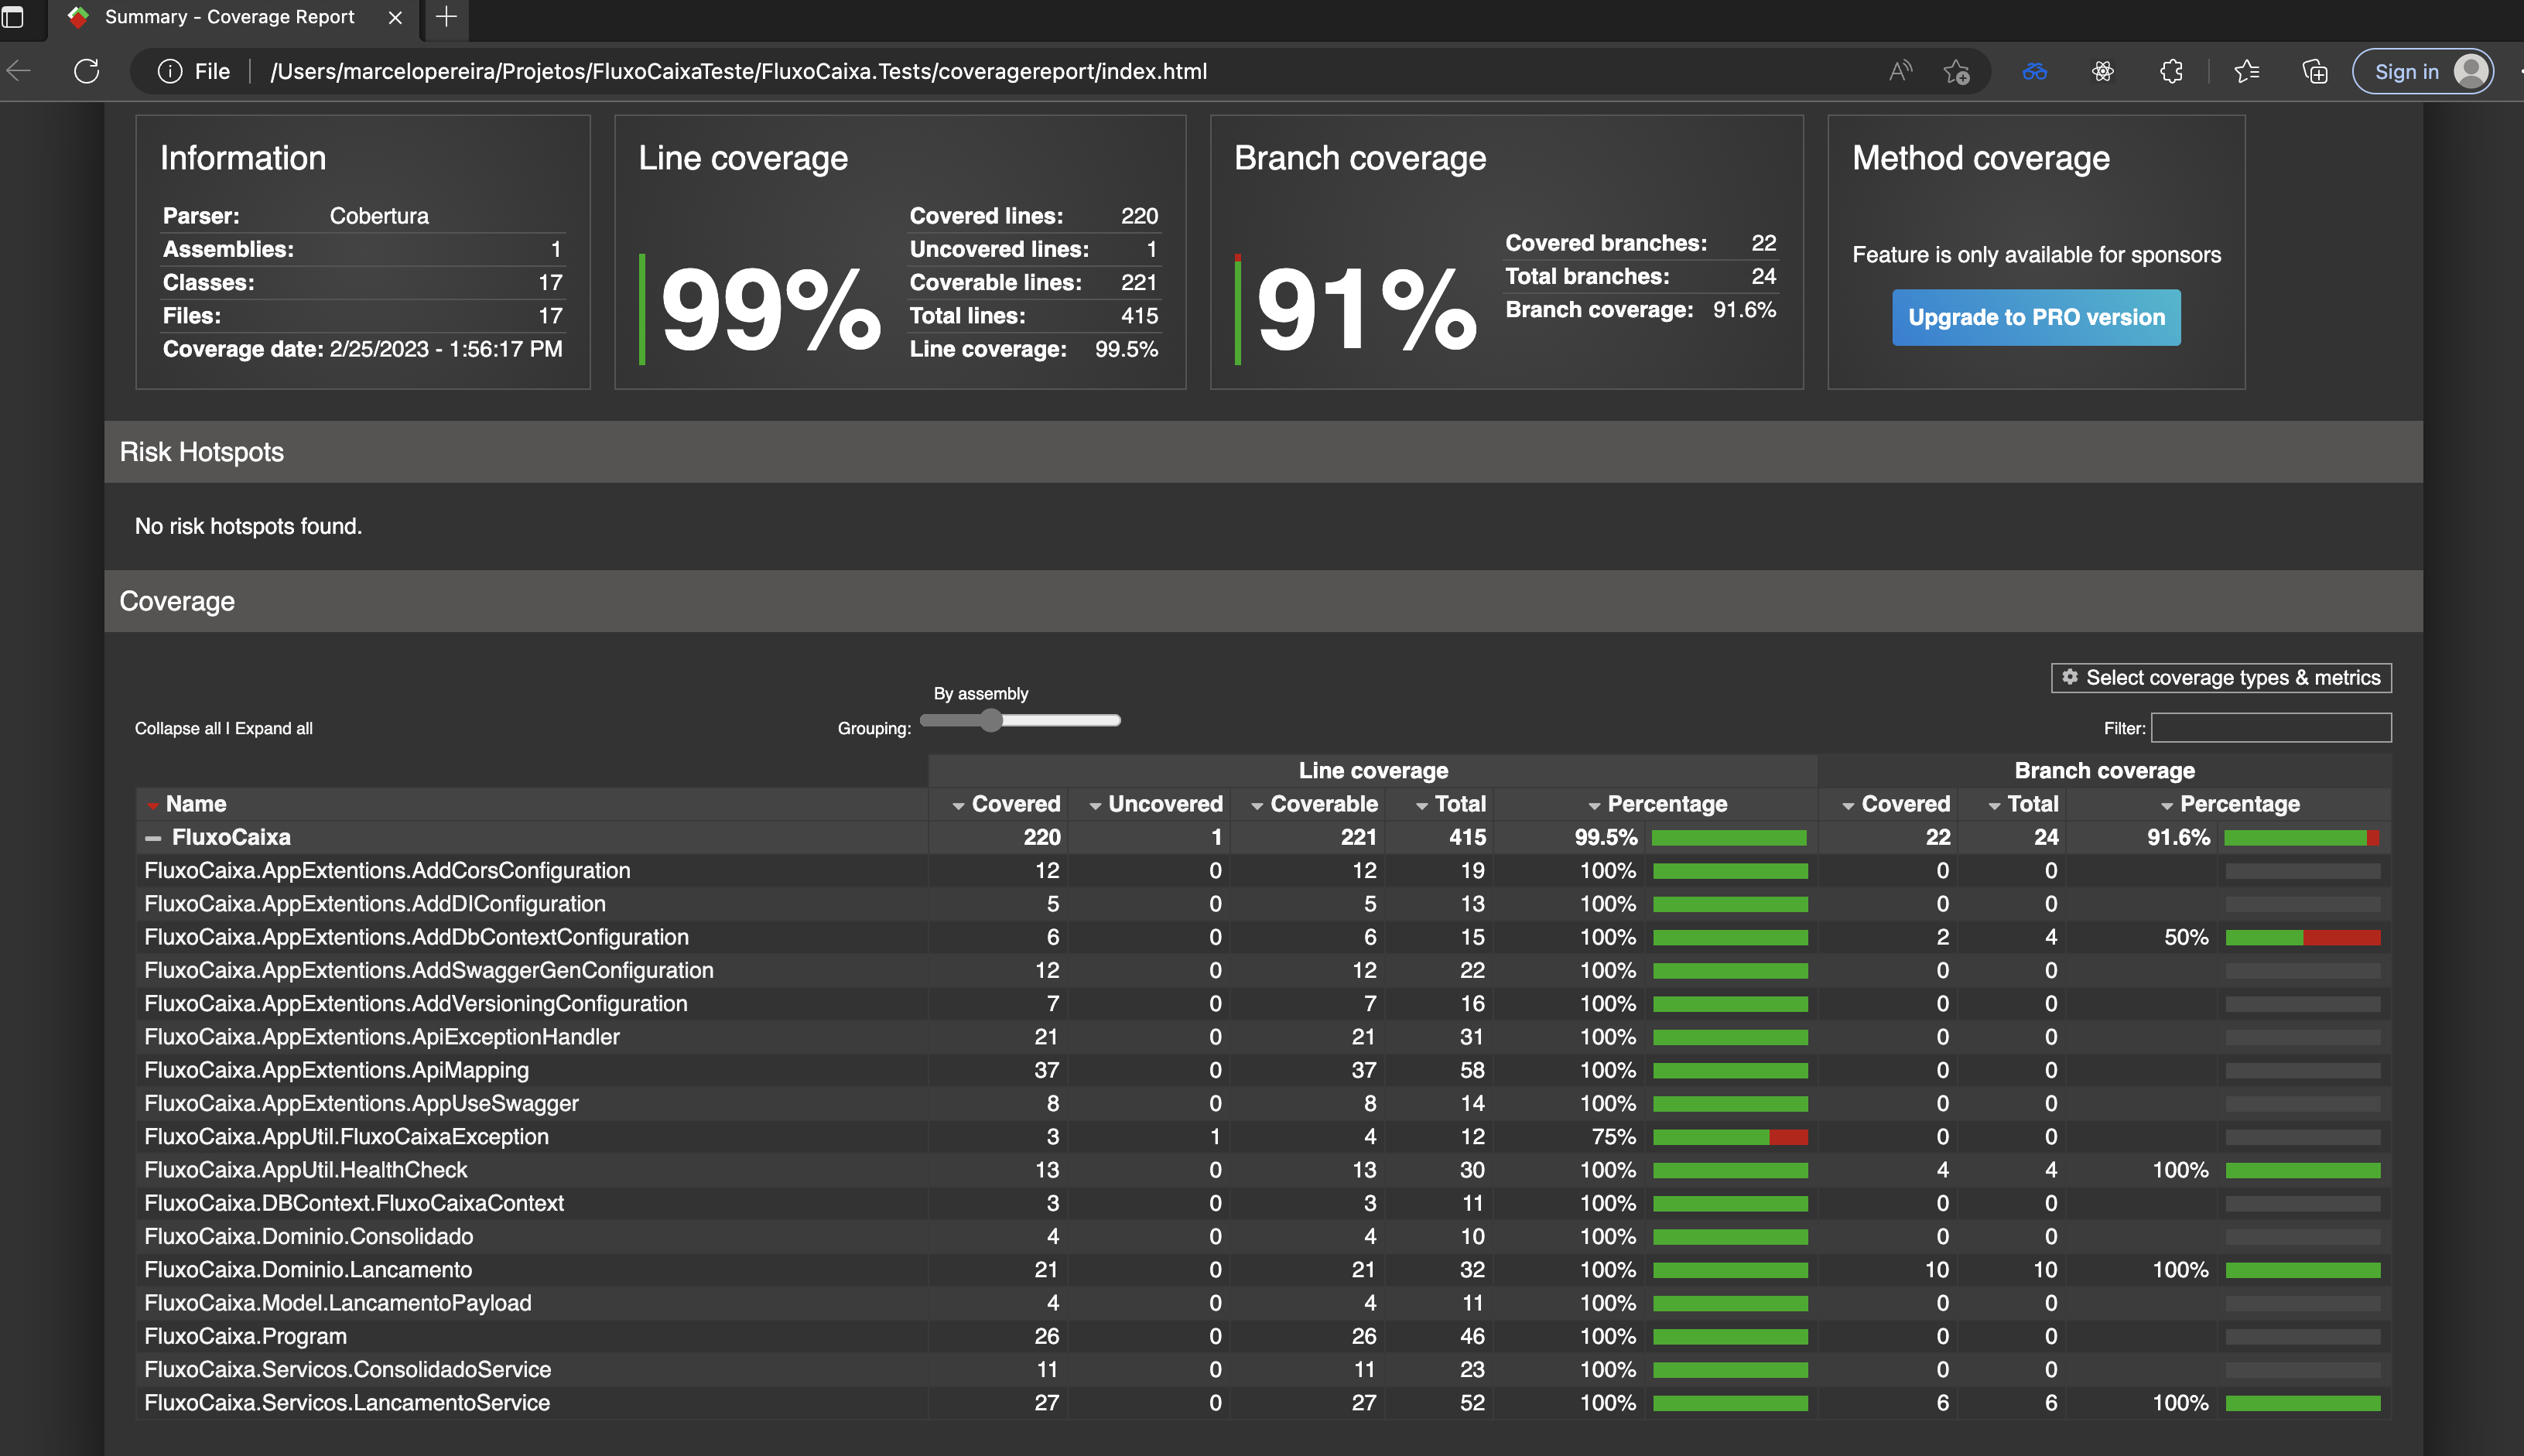 Summary - Coverage Report
File /Users/marcelopereira/Projetos/FluxoCaixaTeste/FluxoCaixa.Tests/coveragereport/index.html Sign in
Information
Parser: Cobertura
Assemblies: 1
Classes: 17
Files: 17
Coverage date: 2/25/2023 - 1:56:17 PM
Line coverage
99%
Covered lines: 220
Uncovered lines: 1
Coverable lines: 221
Total lines: 415
Line coverage: 99.5%
Branch coverage
91%
Covered branches: 22
Total branches: 24
Branch coverage: 91.6%
Method coverage
Feature is only available for sponsors
Upgrade to PRO version
Risk Hotspots
No risk hotspots found.
Coverage
Select coverage types & metrics
By assembly
Collapse all | Expand all Grouping: Filter:
Line coverage Branch coverage
Name Covered Uncovered Coverable Total Percentage Covered Total Percentage
FluxoCaixa 220 1 221 415 99.5% 22 24 91.6%
FluxoCaixa.AppExtentions.AddCorsConfiguration 12 0 12 19 100% 0 0
FluxoCaixa.AppExtentions.AddDIConfiguration 5 0 5 13 100% 0 0
FluxoCaixa.AppExtentions.AddDbContextConfiguration 6 0 6 15 100% 2 4 50%
FluxoCaixa.AppExtentions.AddSwaggerGenConfiguration 12 0 12 22 100% 0 0
FluxoCaixa.AppExtentions.AddVersioningConfiguration 7 0 7 16 100% 0 0
FluxoCaixa.AppExtentions.ApiExceptionHandler 21 0 21 31 100% 0 0
FluxoCaixa.AppExtentions.ApiMapping 37 0 37 58 100% 0 0
FluxoCaixa.AppExtentions.AppUseSwagger 8 0 8 14 100% 0 0
FluxoCaixa.AppUtil.FluxoCaixaException 3 1 4 12 75% 0 0
FluxoCaixa.AppUtil.HealthCheck 13 0 13 30 100% 4 4 100%
FluxoCaixa.DBContext.FluxoCaixaContext 3 0 3 11 100% 0 0
FluxoCaixa.Dominio.Consolidado 4 0 4 10 100% 0 0
FluxoCaixa.Dominio.Lancamento 21 0 21 32 100% 10 10 100%
FluxoCaixa.Model.LancamentoPayload 4 0 4 11 100% 0 0
FluxoCaixa.Program 26 0 26 46 100% 0 0
FluxoCaixa.Servicos.ConsolidadoService 11 0 11 23 100% 0 0
FluxoCaixa.Servicos.LancamentoService 27 0 27 52 100% 6 6 100%